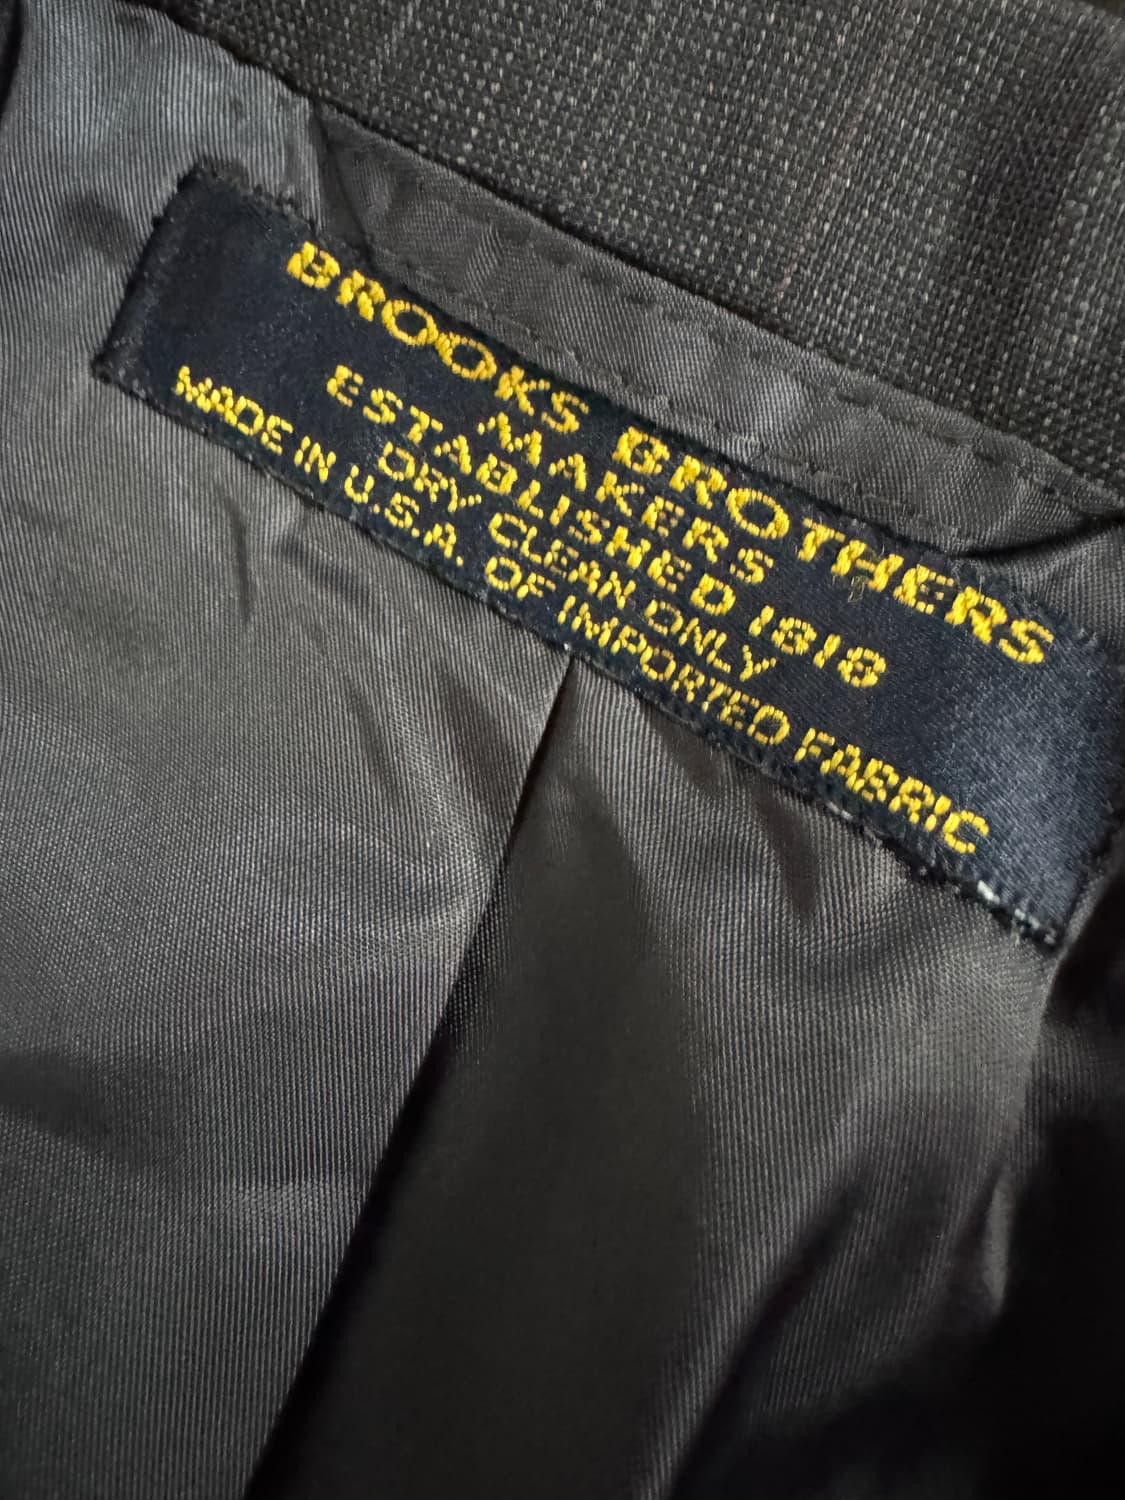 BROOKS BROTHERS
MAKERS
ESTABLISHED 1818
DRY CLEAN ONLY
MADE IN U.S.A. OF IMPORTED FABRIC